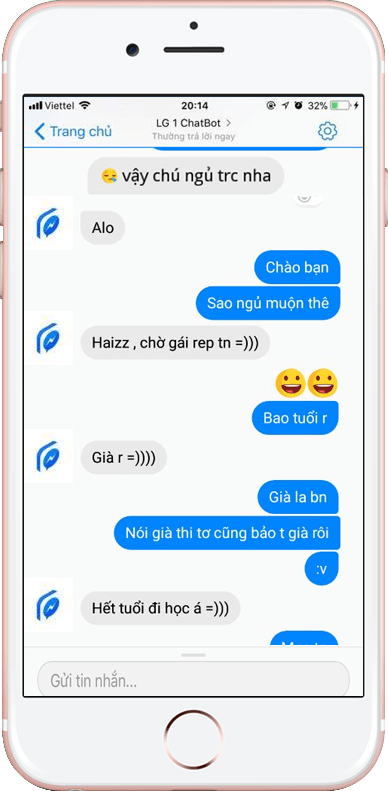 Viettel 20:14 32%
Trang chủ LG 1 ChatBot
Thường trả lời ngay
😪 vậy chú ngủ trc nha
Alo
Chào bạn
Sao ngủ muộn thê
Haizz , chờ gái rep tn =)))
😀😀
Bao tuổi r
Già r =))))
Già la bn
Nói già thi tơ cũng bảo t già rôi
:v
Hết tuổi đi học á =)))
Gửi tin nhắn...